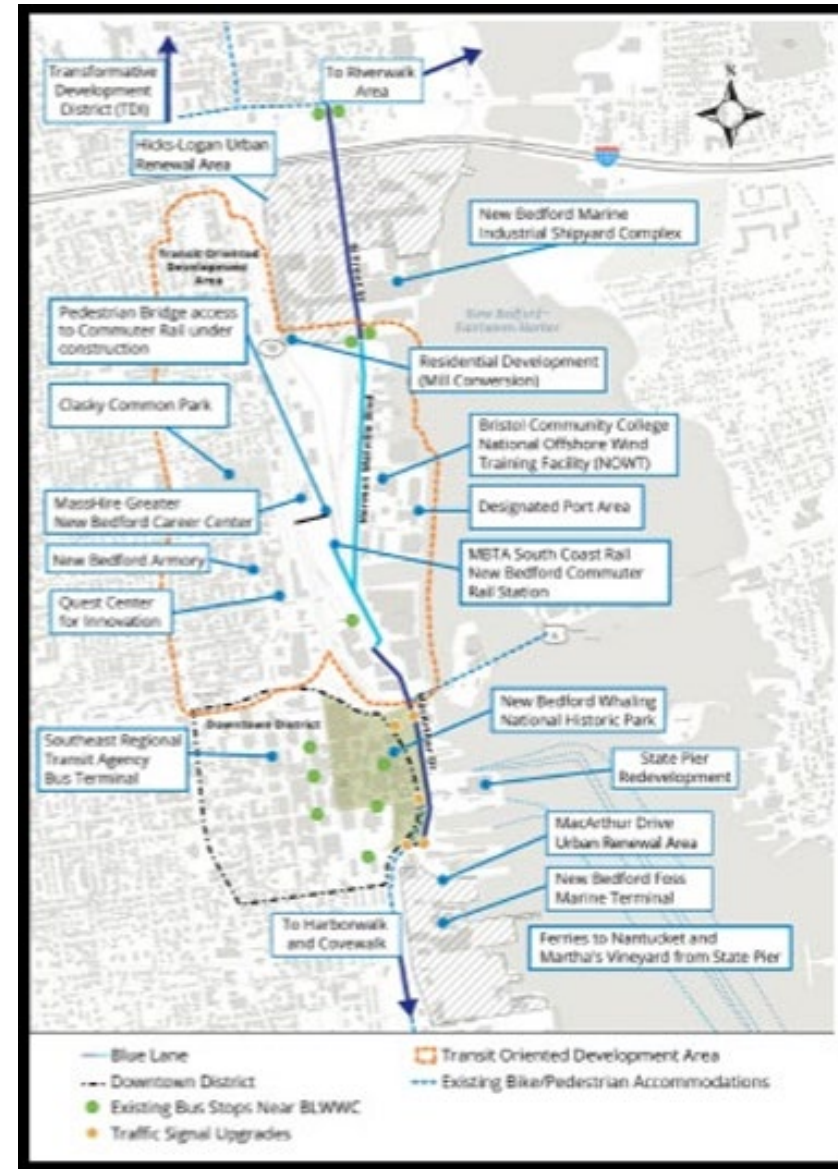 Transformative
Development
District (TDI)
To Riverwalk
Area
N
Hicks-Logan Urban
Renewal Area
New Bedford Marine
Industrial Shipyard Complex
Transit Oriented
Development
Area
Pedestrian Bridge access
to Commuter Rail under
construction
Residential Development
(Mill Conversion)
Clasky Common Park
Bristol Community College
National Offshore Wind
Training Facility (NOWT)
MassHire Greater
New Bedford Career Center
Designated Port Area
New Bedford Armory
MBTA South Coast Rail
New Bedford Commuter
Rail Station
Quest Center
for Innovation
Downtown District
New Bedford Whaling
National Historic Park
Southeast Regional
Transit Agency
Bus Terminal
State Pier
Redevelopment
MacArthur Drive
Urban Renewal Area
New Bedford Foss
Marine Terminal
To Harborwalk
and Covewalk
Ferries to Nantucket and
Martha's Vineyard from State Pier
Blue Lane
Transit Oriented Development Area
Downtown District
Existing Bike/Pedestrian Accommodations
Existing Bus Stops Near BLWWC
Traffic Signal Upgrades